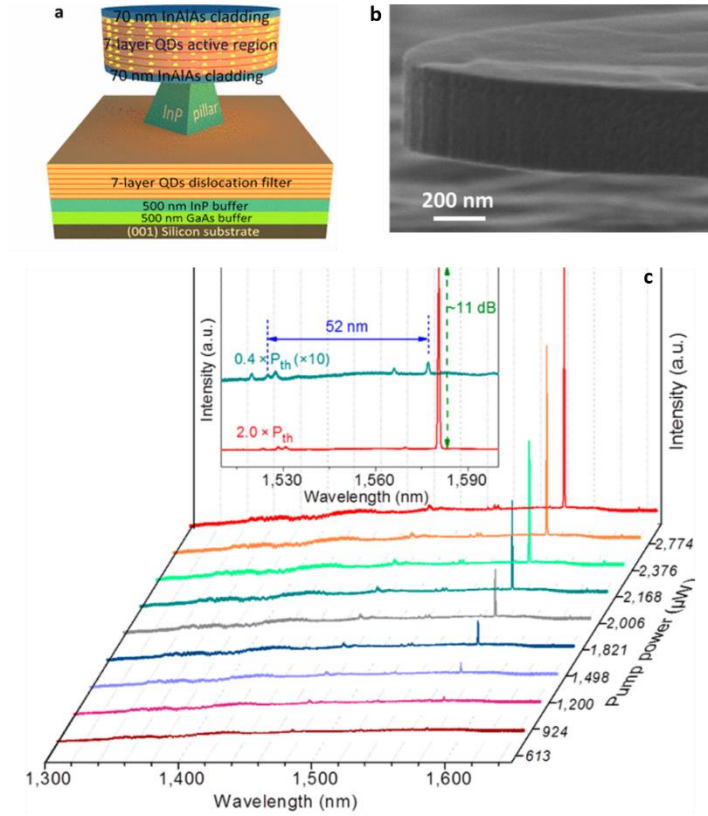 a
70 nm InAlAs cladding
7-layer QDs active region
70 nm InAlAs cladding
InP pillar
7-layer QDs dislocation filter
500 nm InP buffer
500 nm GaAs buffer
(001) Silicon substrate
b
200 nm
c
Intensity (a.u.)
52 nm
~11 dB
0.4 × Pth (×10)
2.0 × Pth
1,530
1,560
1,590
Wavelength (nm)
Intensity (a.u.)
2,774
2,376
2,168
2,006
1,821
1,498
1,200
924
613
Pump power (µW)
1,300
1,400
1,500
1,600
Wavelength (nm)